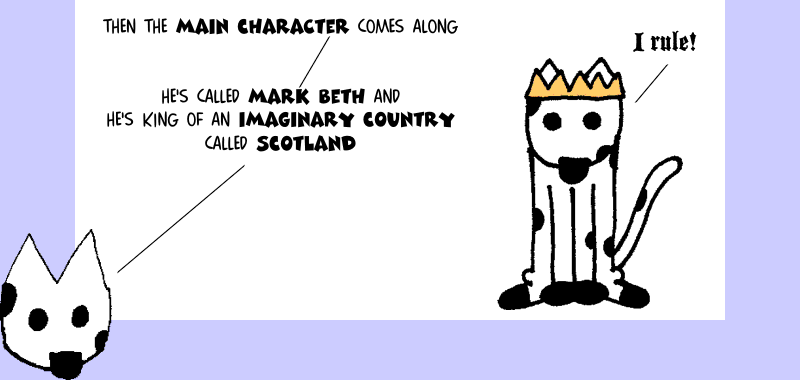 THEN THE MAIN CHARACTER COMES ALONG
HE'S CALLED MARK BETH AND
HE'S KING OF AN IMAGINARY COUNTRY
CALLED SCOTLAND
I rule!